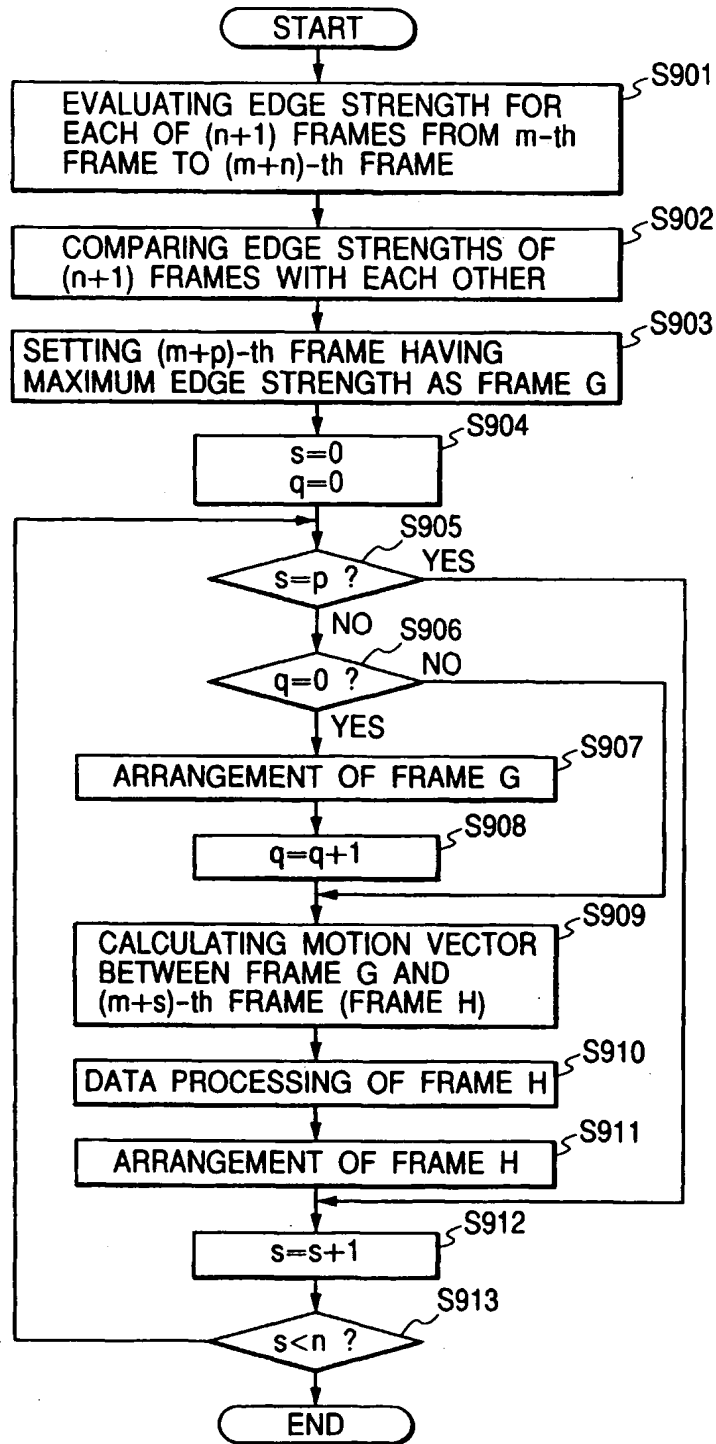 START
S901
EVALUATING EDGE STRENGTH FOR
EACH OF (n+1) FRAMES FROM m-th
FRAME TO (m+n)-th FRAME
S902
COMPARING EDGE STRENGTHS OF
(n+1) FRAMES WITH EACH OTHER
S903
SETTING (m+p)-th FRAME HAVING
MAXIMUM EDGE STRENGTH AS FRAME G
S904
s=0
q=0
S905
s=p ?
YES
NO
S906
q=0 ?
NO
YES
S907
ARRANGEMENT OF FRAME G
S908
q=q+1
S909
CALCULATING MOTION VECTOR
BETWEEN FRAME G AND
(m+s)-th FRAME (FRAME H)
S910
DATA PROCESSING OF FRAME H
S911
ARRANGEMENT OF FRAME H
S912
s=s+1
S913
s<n ?
END